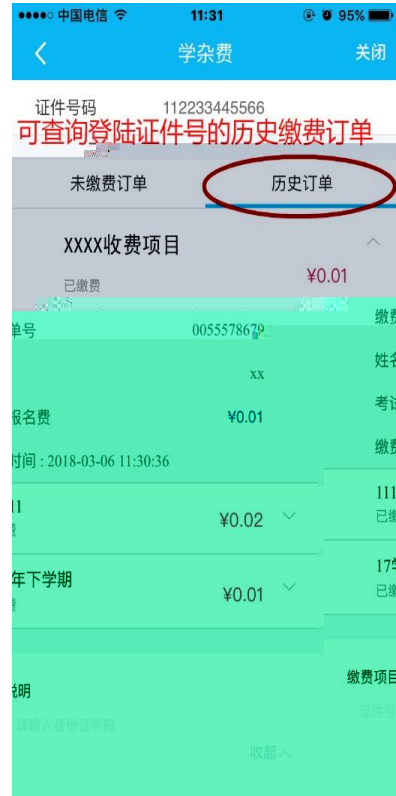 中国电信 11:31 95%
学杂费 关闭
证件号码 112233445566
可查询登陆证件号的历史缴费订单
未缴费订单 历史订单
XXXX收费项目
¥0.01
已缴费
单号 0055578679 缴费
xx 姓名
报名费 ¥0.01 考试
时间 : 2018-03-06 11:30:36 缴费
11 ¥0.02 111
费 已缴
年下学期 ¥0.01 17学
费 已缴
说明 缴费项目
请输入身份证号码 证件号
收起